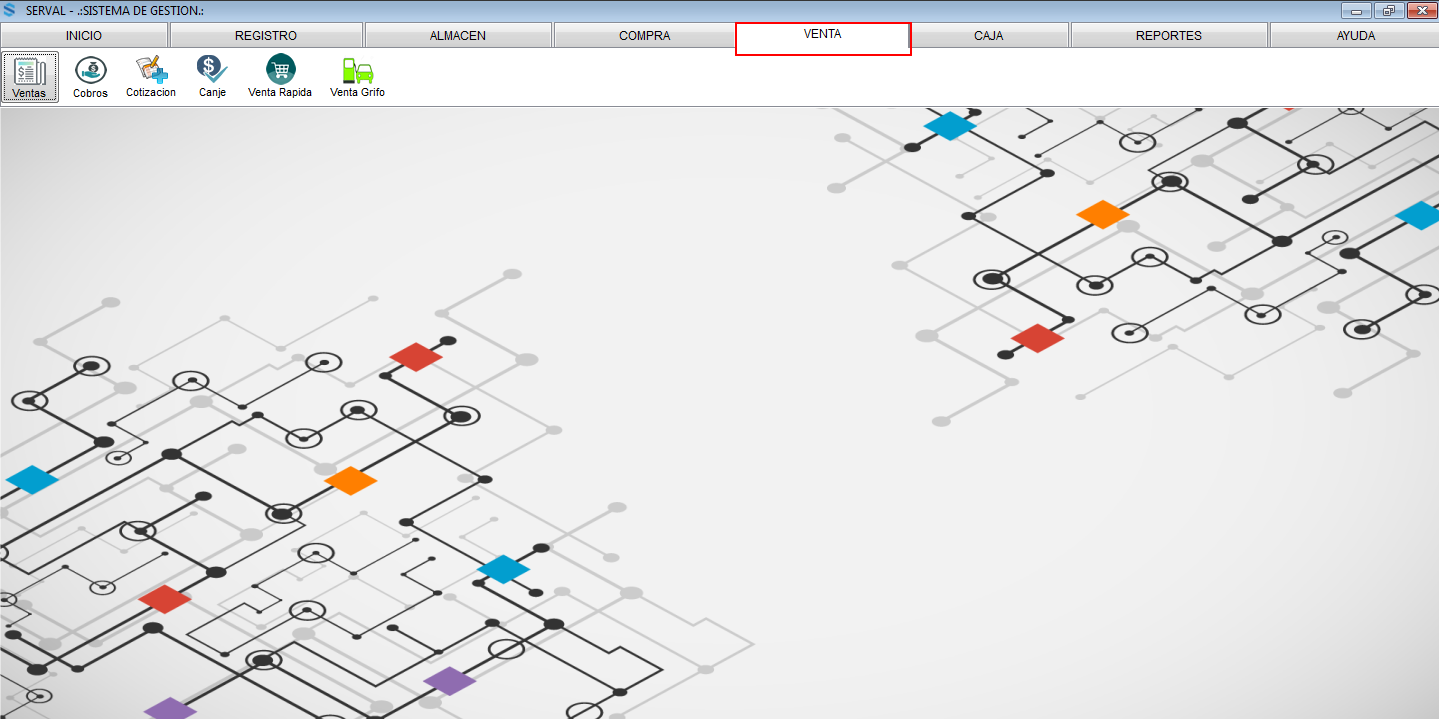 SERVAL - .:SISTEMA DE GESTION.:
INICIO REGISTRO ALMACEN COMPRA VENTA CAJA REPORTES AYUDA
Ventas Cobros Cotizacion Canje Venta Rapida Venta Grifo